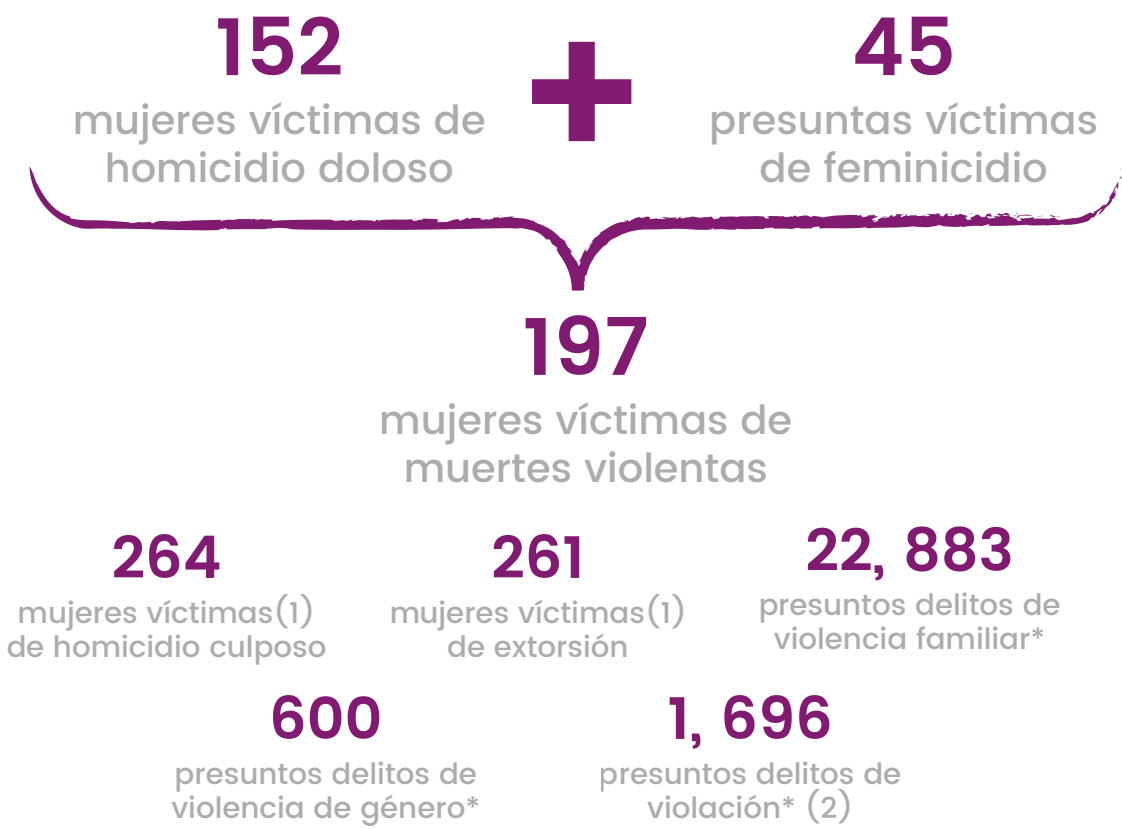 152
mujeres víctimas de
homicidio doloso
+
45
presuntas víctimas
de feminicidio
197
mujeres víctimas de
muertes violentas
264
mujeres víctimas(1)
de homicidio culposo
261
mujeres víctimas(1)
de extorsión
22, 883
presuntos delitos de
violencia familiar*
600
presuntos delitos de
violencia de género*
1, 696
presuntos delitos de
violación* (2)